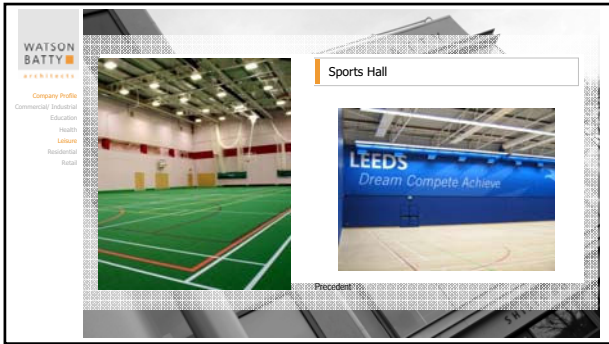 WATSON
BATTY
architects
Company Profile
Commercial/ Industrial
Education
Health
Leisure
Residential
Retail
Sports Hall
LEEDS
Dream Compete Achieve
Precedent